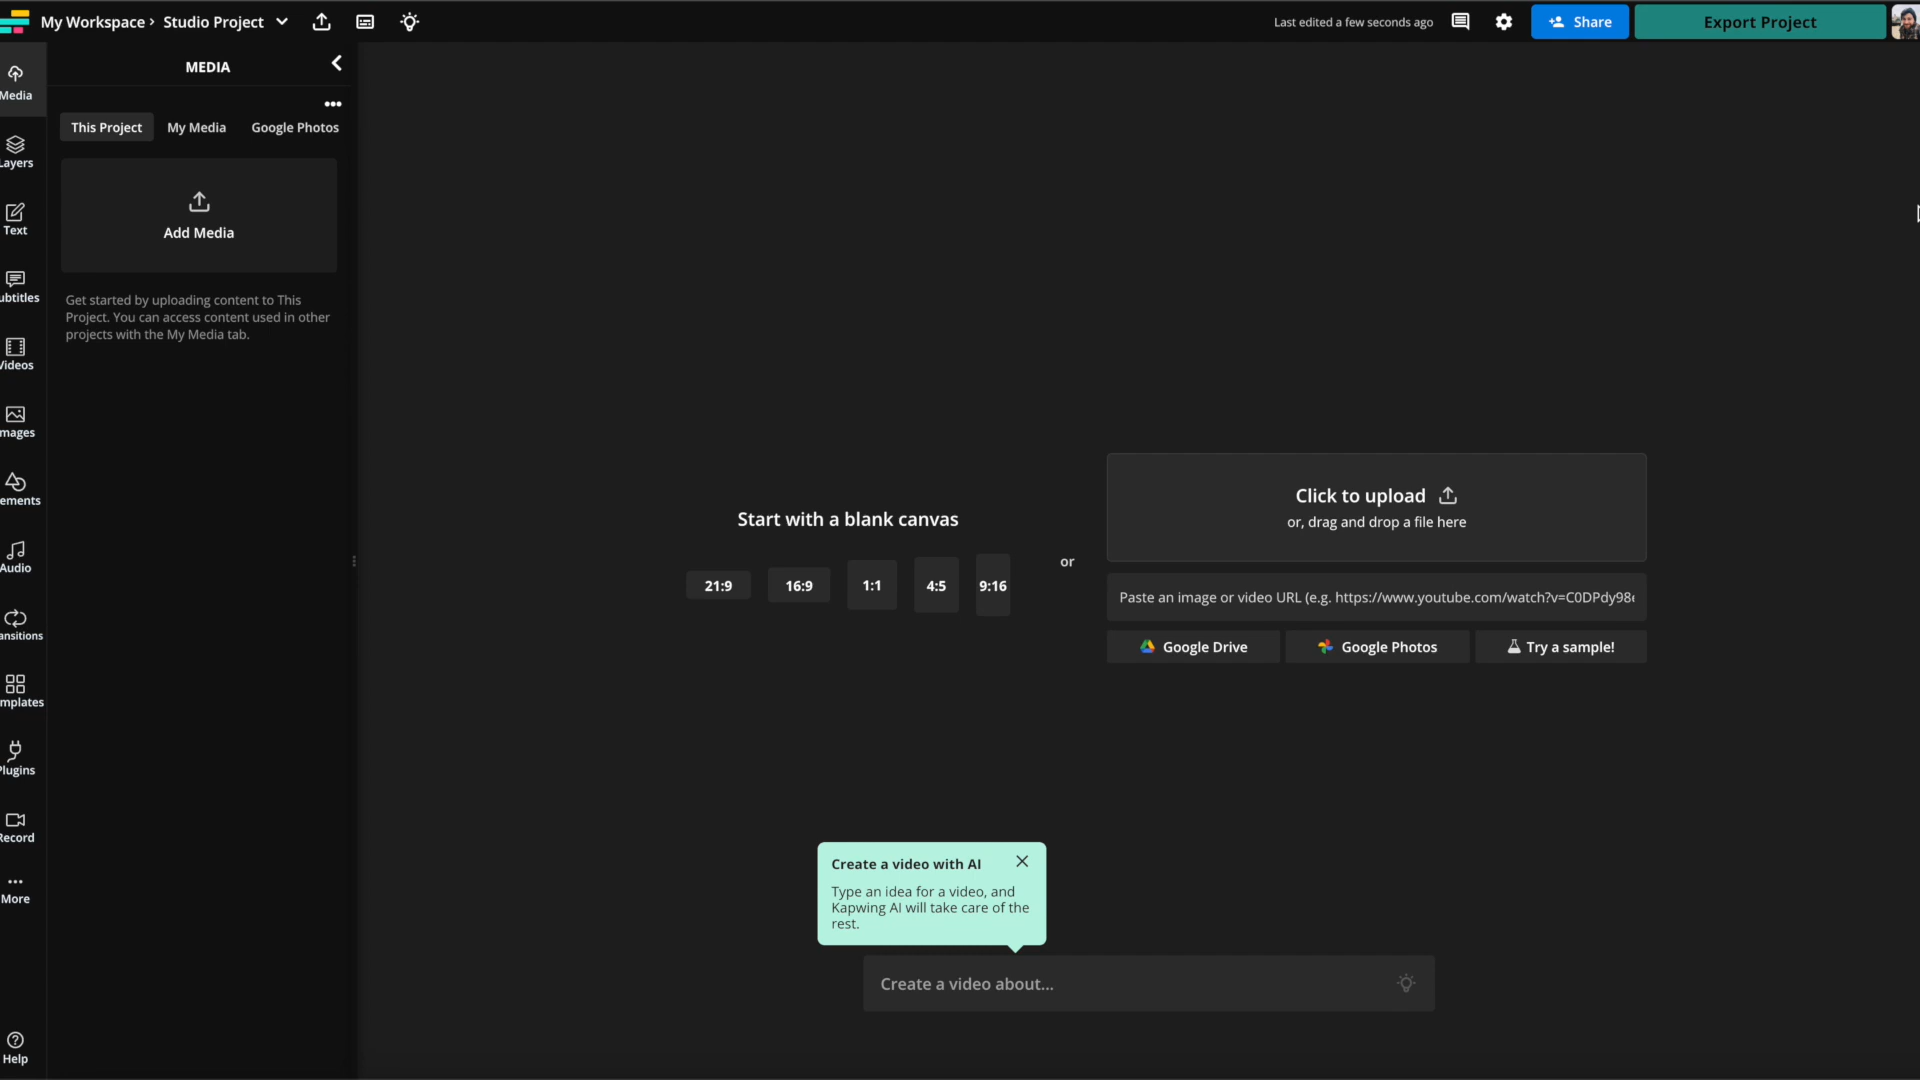 My Workspace › Studio Project
Last edited a few seconds ago
Share
Export Project
Media
Layers
Text
ubtitles
Videos
mages
ements
Audio
ansitions
mplates
Plugins
Record
More
Help
MEDIA
This Project
My Media
Google Photos
Add Media
Get started by uploading content to This
Project. You can access content used in other
projects with the My Media tab.
Start with a blank canvas
21:9
16:9
1:1
4:5
9:16
or
Click to upload
or, drag and drop a file here
Paste an image or video URL (e.g. https://www.youtube.com/watch?v=C0DPdy98
Google Drive
Google Photos
Try a sample!
Create a video with AI
Type an idea for a video, and
Kapwing AI will take care of the
rest.
Create a video about...